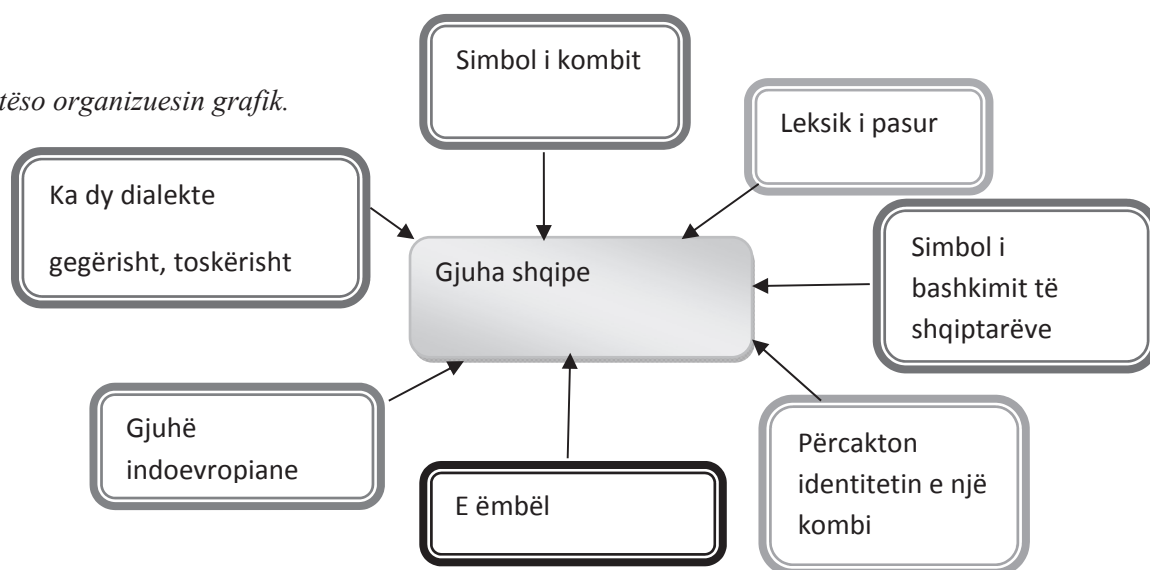 Simbol i kombit
tëso organizuesin grafik.
Leksik i pasur
Ka dy dialekte
gegërisht, toskërisht
Gjuha shqipe
Simbol i
bashkimit të
shqiptarëve
Gjuhë
indoevropiane
E ëmbël
Përcakton
identitetin e një
kombi